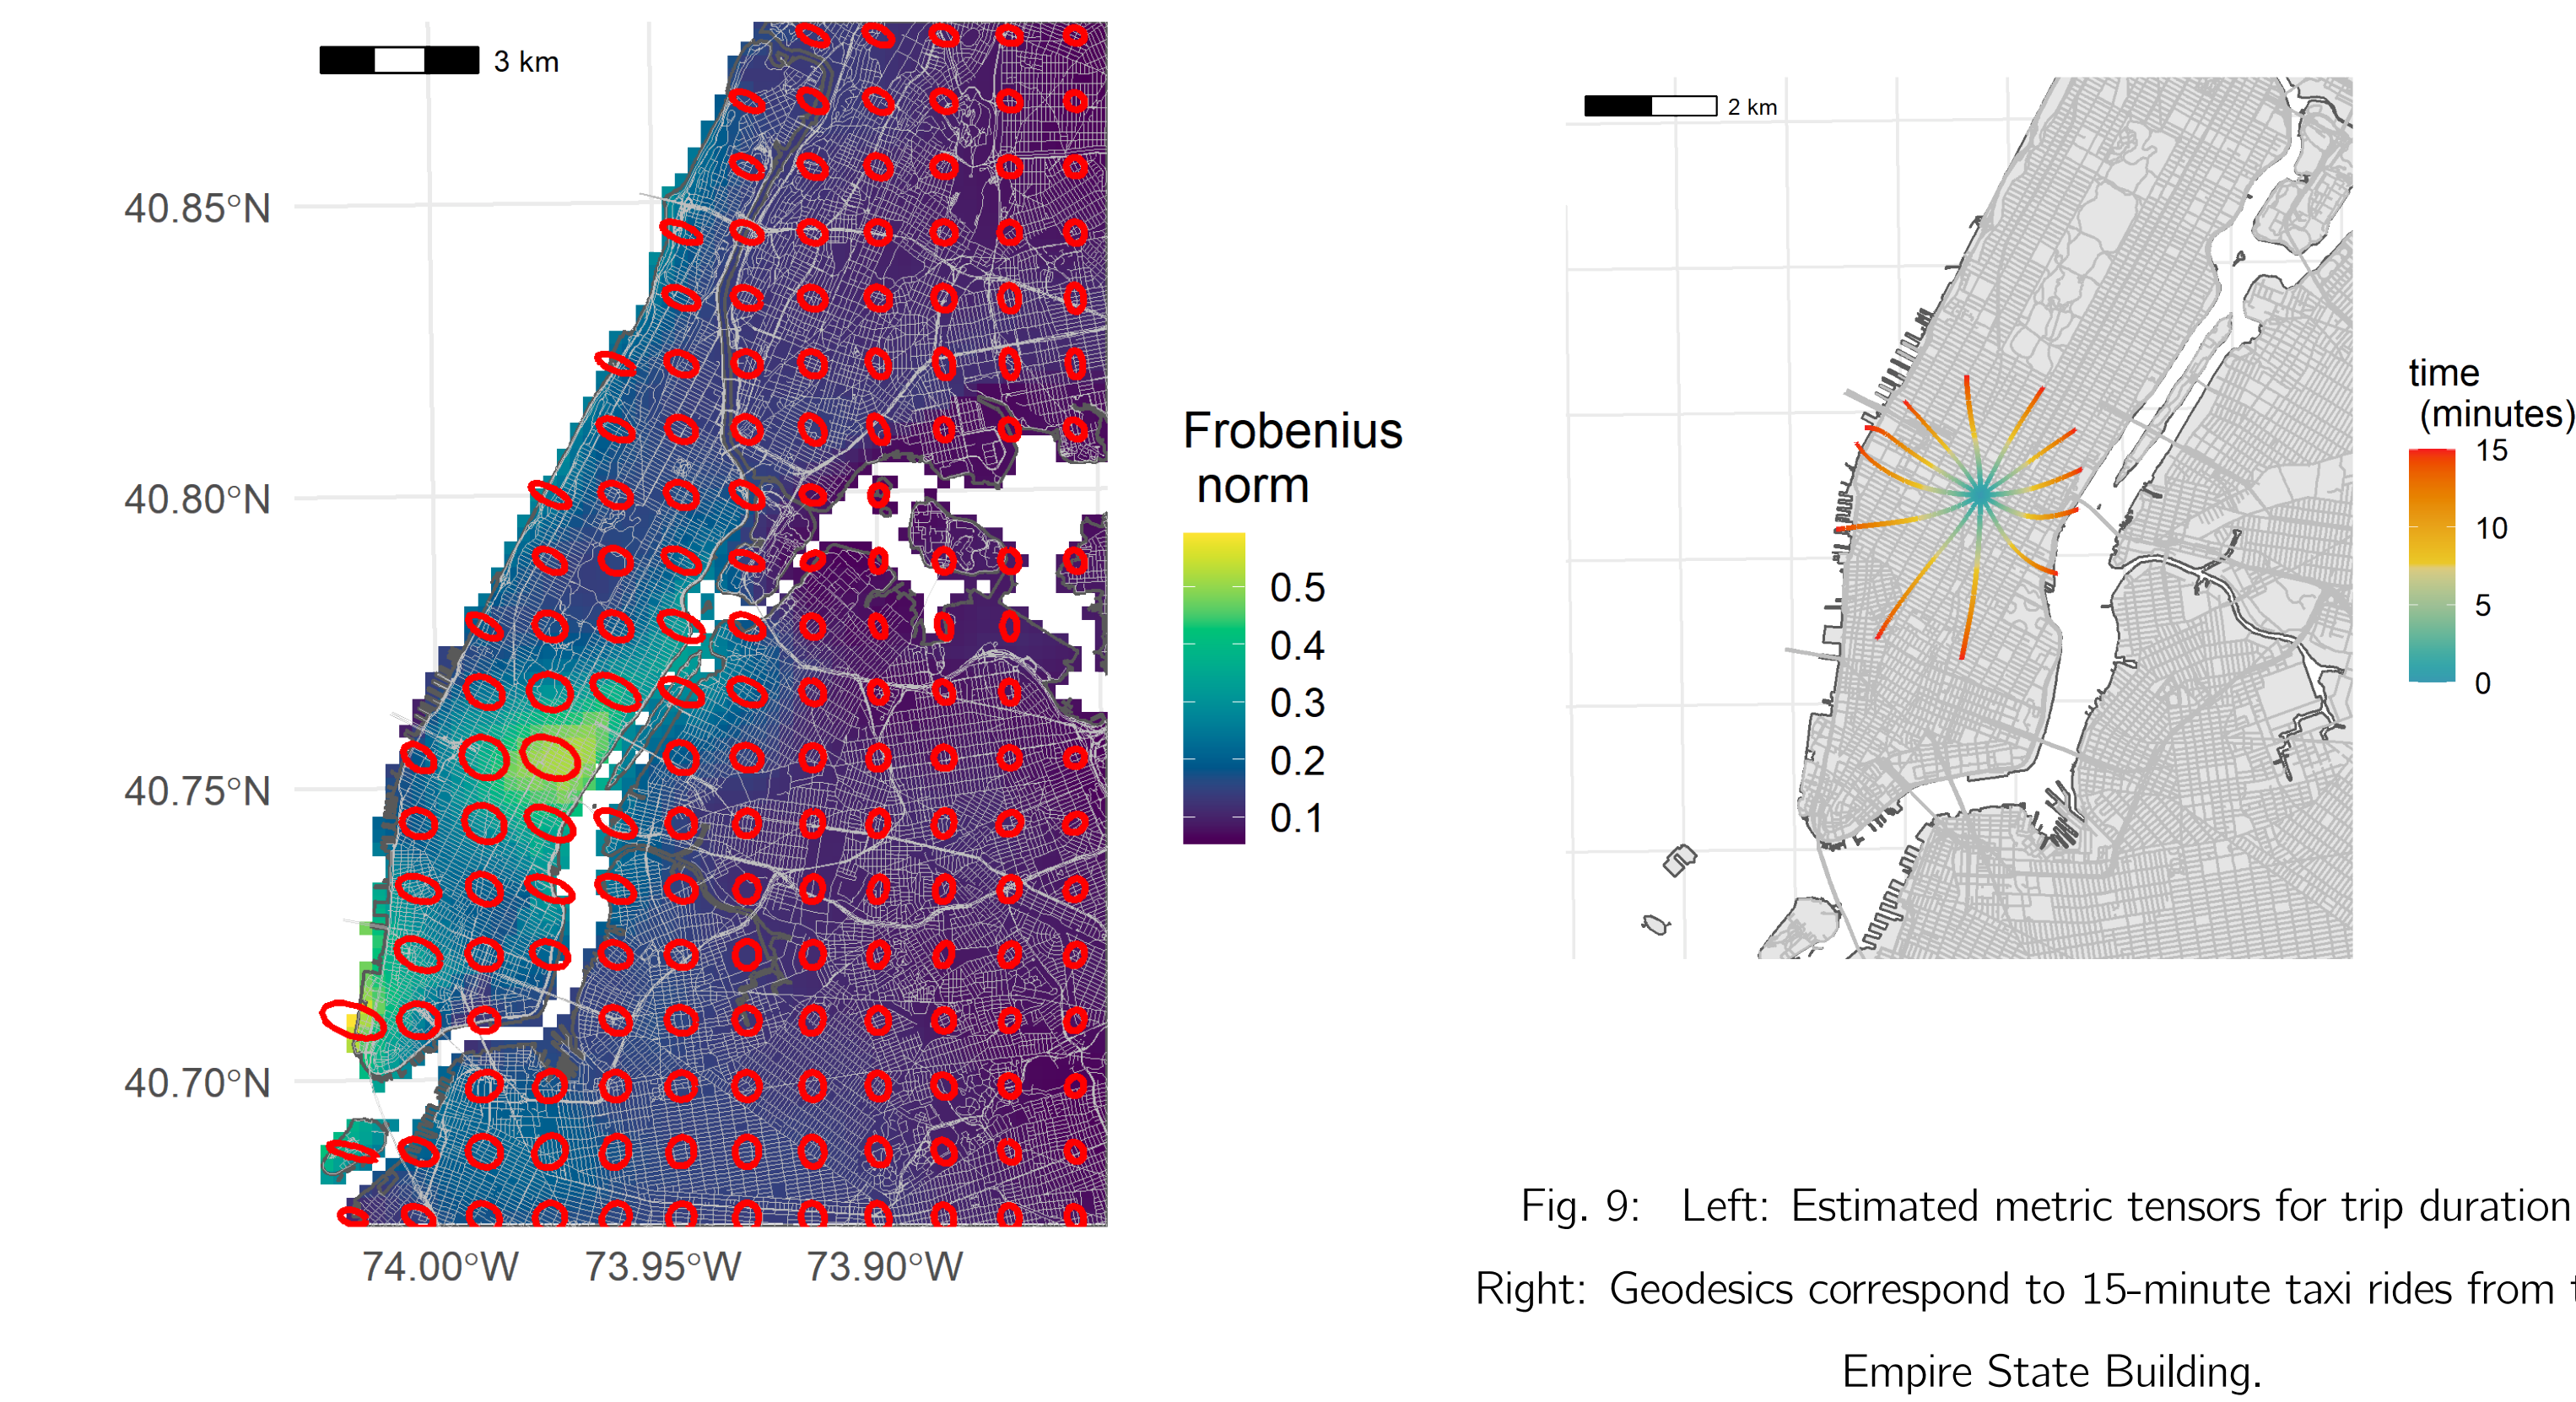 3 km
40.85°N
40.80°N
40.75°N
40.70°N
74.00°W 73.95°W 73.90°W
Frobenius
norm
0.5
0.4
0.3
0.2
0.1
2 km
time
(minutes)
15
10
5
0
Fig. 9: Left: Estimated metric tensors for trip duration
Right: Geodesics correspond to 15-minute taxi rides from
Empire State Building.